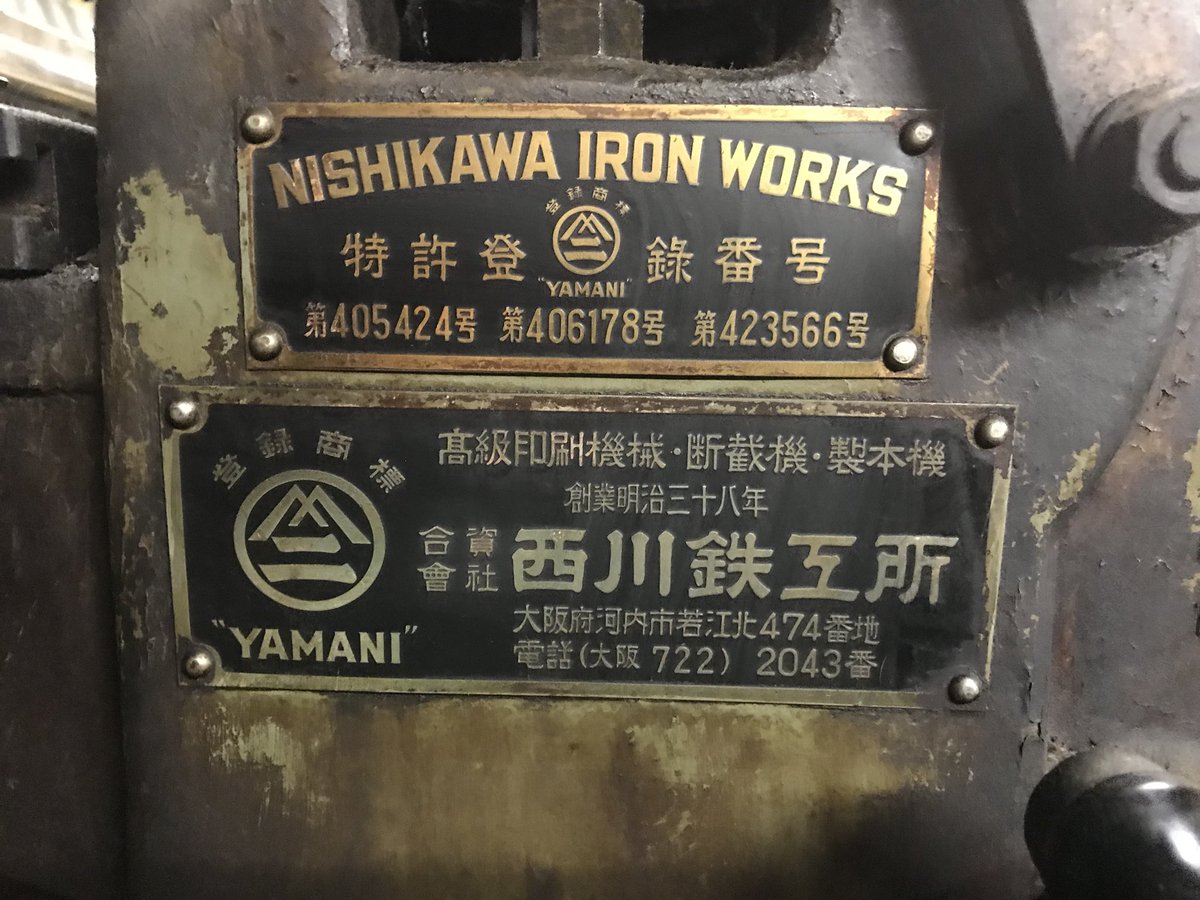 NISHIKAWA IRON WORKS
登録商標
特許登録番号
"YAMANI"
第405424号 第406178号 第423566号
登録商標
"YAMANI"
高級印刷機械・断截機・製本機
創業明治三十八年
合資會社 西川鉄工所
大阪府河内市若江北474番地
電話(大阪 722) 2043番